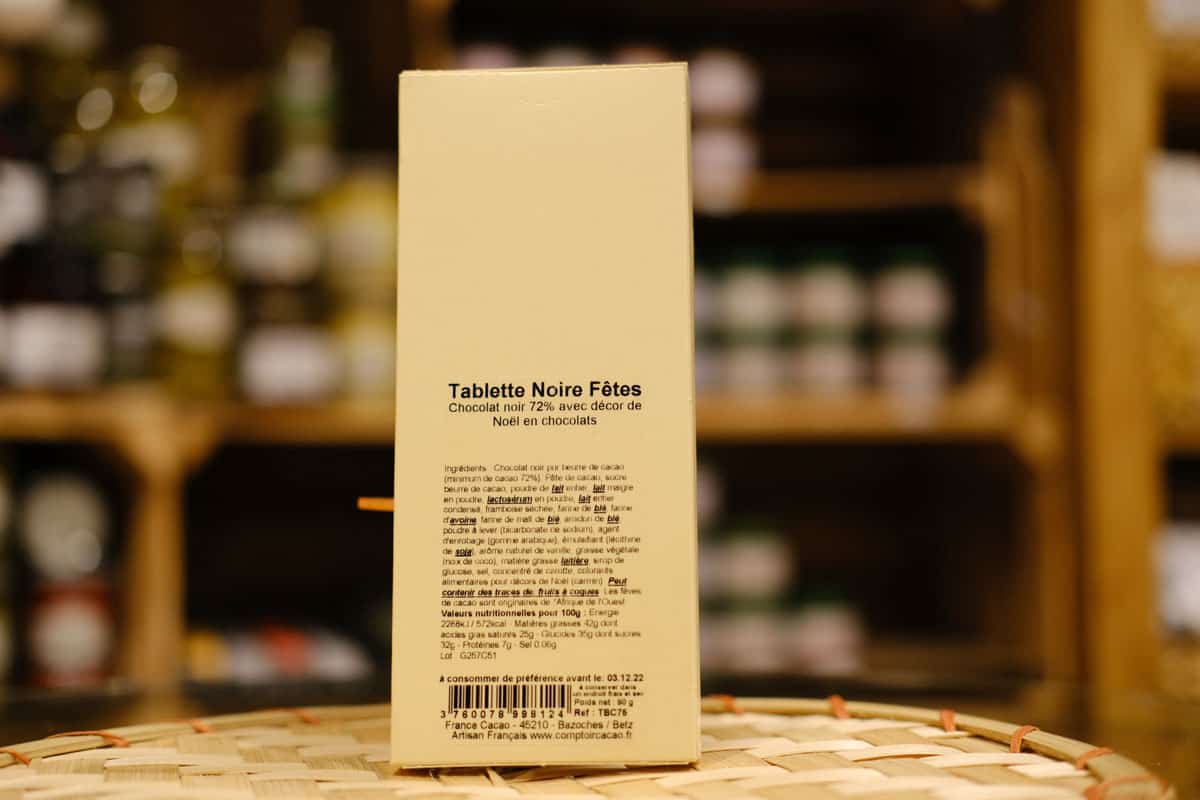 Tablette Noire Fêtes
Chocolat noir 72% avec décor de
Noël en chocolats
Ingrédients : Chocolat noir pur beurre de cacao
(minimum de cacao 72%). Pâte de cacao, sucre
beurre de cacao, poudre de lait entier, lait maigre
en poudre, lactosérum en poudre, lait entier
condensé, framboise séchée, farine de blé, farine
d'avoine, farine de malt de blé, amidon de blé,
poudre à lever (bicarbonate de sodium), agent
d'enrobage (gomme arabique), émulsifiant (lécithine
de soja), arôme naturel de vanille, graisse végétale
(noix de coco), matière grasse laitière, sirop de
glucose, sel, concentré de carotte, colorants
alimentaires pour décors de Noël (carmin). Peut
contenir des traces de: fruits à coques. Les fèves
de cacao sont originaires de l'Afrique de l'Ouest
Valeurs nutritionnelles pour 100g : Energie
2268kJ / 572kcal - Matières grasses 42g dont
acides gras saturés 25g - Glucides 35g dont sucres
32g - Protéines 7g - Sel 0.06g
Lot : G257C51
à consommer de préférence avant le: 03.12.22
à conserver dans
un endroit frais et sec
Poids net : 90 g
3 760078 998124 Ref : TBC76
France Cacao - 45210 - Bazoches / Betz
Artisan Français www.comptoircacao.fr